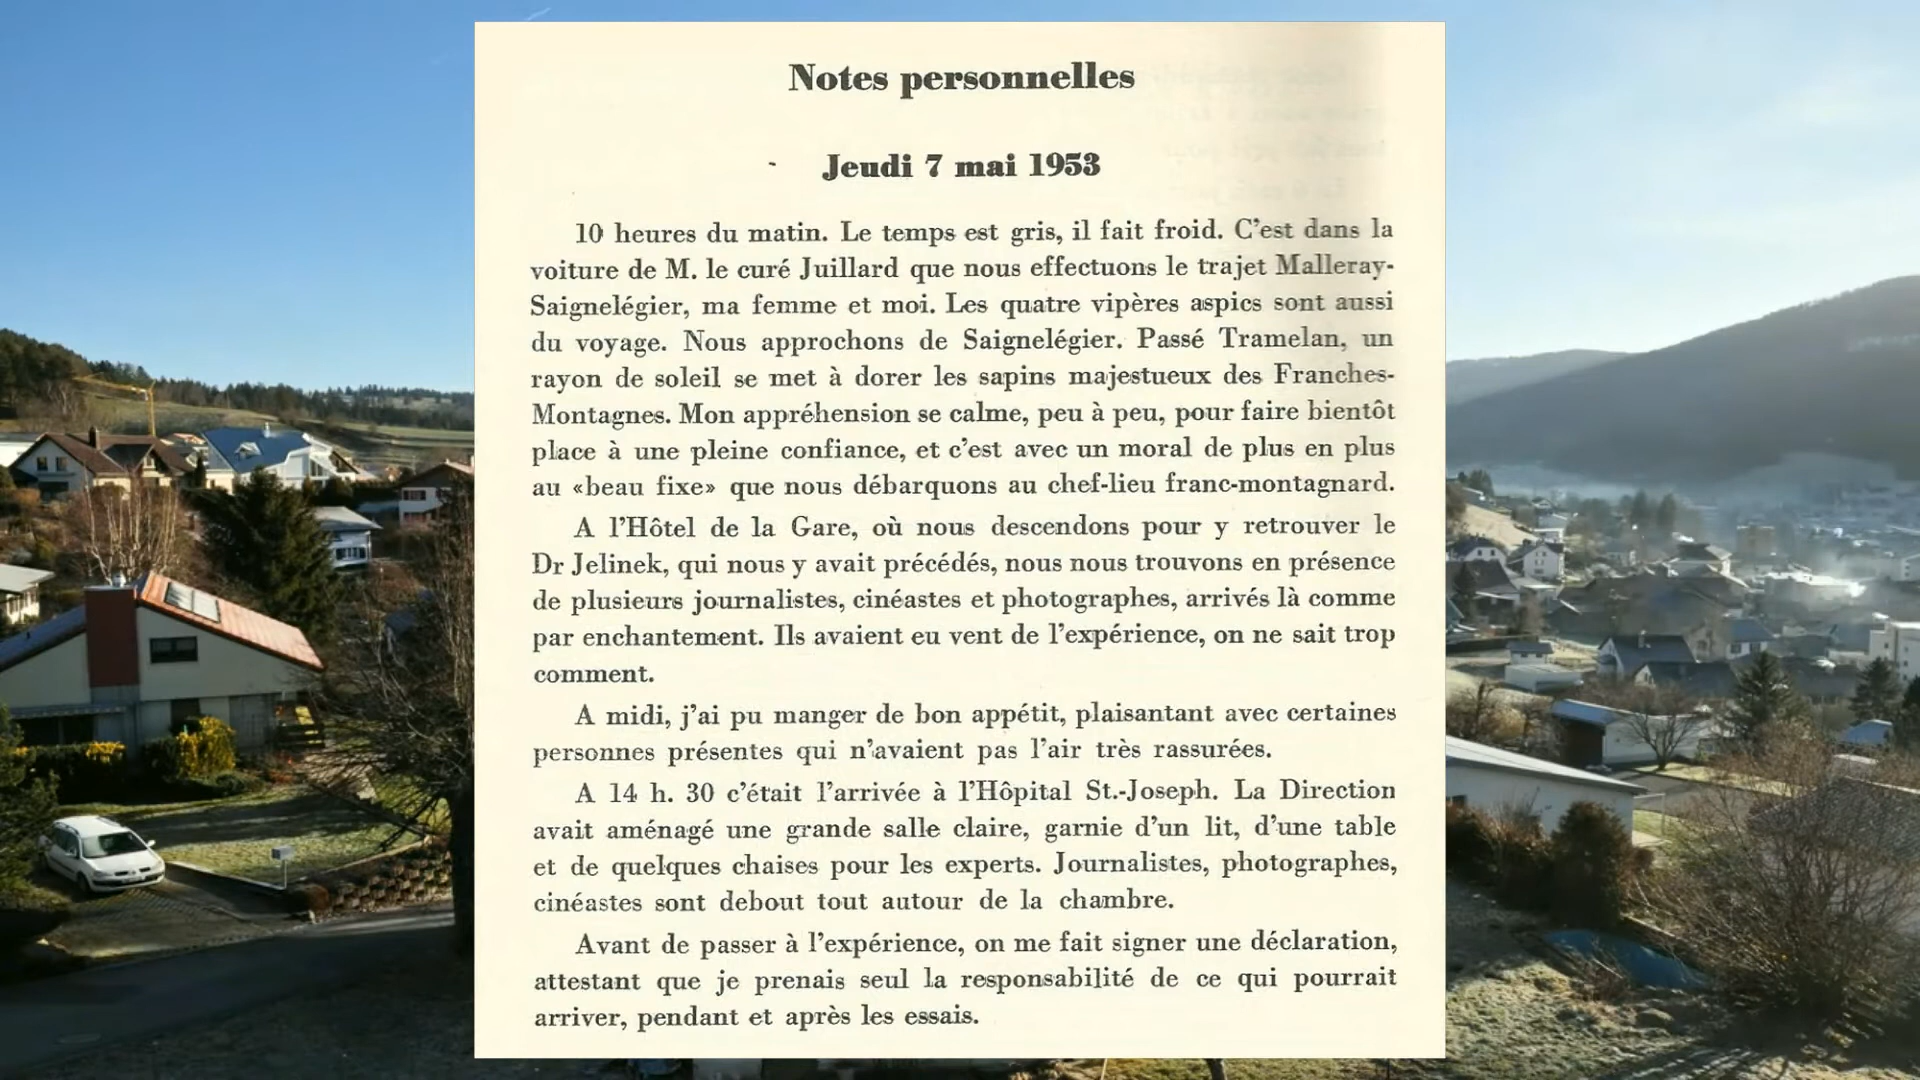 Notes personnelles
Jeudi 7 mai 1953
10 heures du matin. Le temps est gris, il fait froid. C'est dans la
voiture de M. le curé Juillard que nous effectuons le trajet Malleray-
Saignelégier, ma femme et moi. Les quatre vipères aspics sont aussi
du voyage. Nous approchons de Saignelégier. Passé Tramelan, un
rayon de soleil se met à dorer les sapins majestueux des Franches-
Montagnes. Mon appréhension se calme, peu à peu, pour faire bientôt
place à une pleine confiance, et c'est avec un moral de plus en plus
au «beau fixe» que nous débarquons au chef-lieu franc-montagnard.
A l'Hôtel de la Gare, où nous descendons pour y retrouver le
Dr Jelinek, qui nous y avait précédés, nous nous trouvons en présence
de plusieurs journalistes, cinéastes et photographes, arrivés là comme
par enchantement. Ils avaient eu vent de l'expérience, on ne sait trop
comment.
A midi, j'ai pu manger de bon appétit, plaisantant avec certaines
personnes présentes qui n'avaient pas l'air très rassurées.
A 14 h. 30 c'était l'arrivée à l'Hôpital St.-Joseph. La Direction
avait aménagé une grande salle claire, garnie d'un lit, d'une table
et de quelques chaises pour les experts. Journalistes, photographes,
cinéastes sont debout tout autour de la chambre.
Avant de passer à l'expérience, on me fait signer une déclaration,
attestant que je prenais seul la responsabilité de ce qui pourrait
arriver, pendant et après les essais.